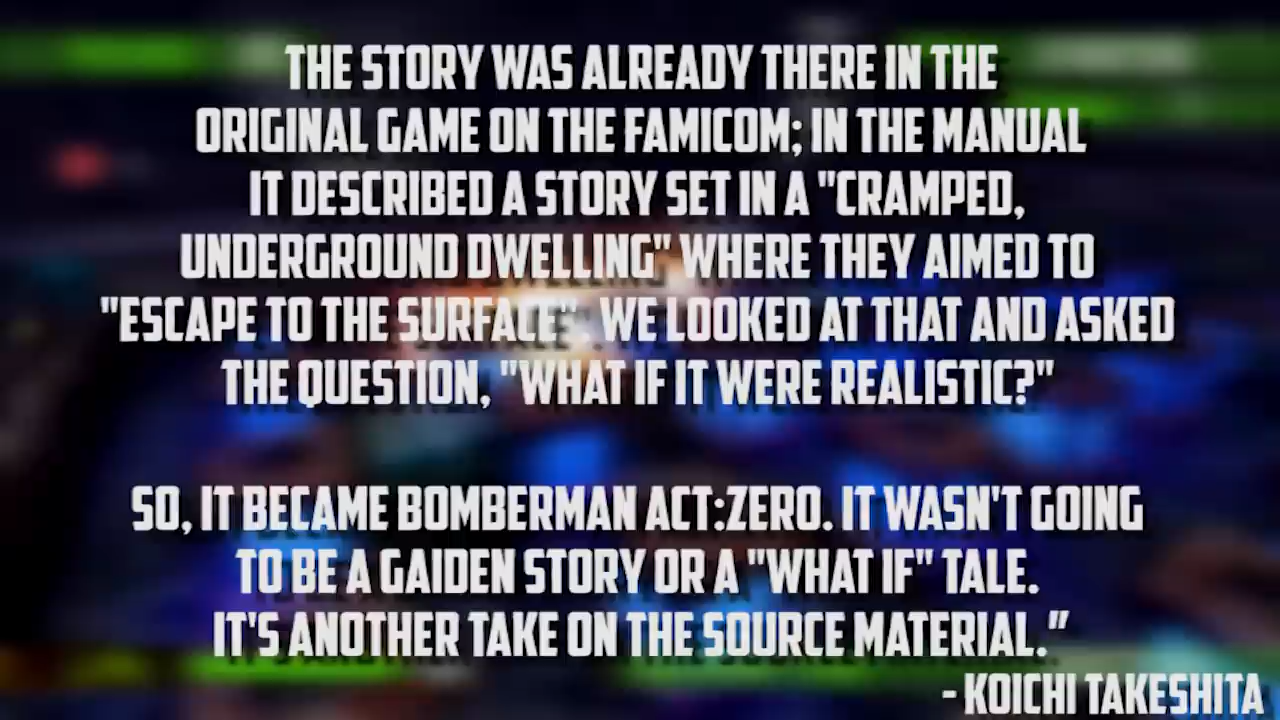 THE STORY WAS ALREADY THERE IN THE
ORIGINAL GAME ON THE FAMICOM; IN THE MANUAL
IT DESCRIBED A STORY SET IN A "CRAMPED,
UNDERGROUND DWELLING" WHERE THEY AIMED TO
"ESCAPE TO THE SURFACE". WE LOOKED AT THAT AND ASKED
THE QUESTION, "WHAT IF IT WERE REALISTIC?"
SO, IT BECAME BOMBERMAN ACT:ZERO. IT WASN'T GOING
TO BE A GAIDEN STORY OR A "WHAT IF" TALE.
IT'S ANOTHER TAKE ON THE SOURCE MATERIAL.”
- KOICHI TAKESHITA